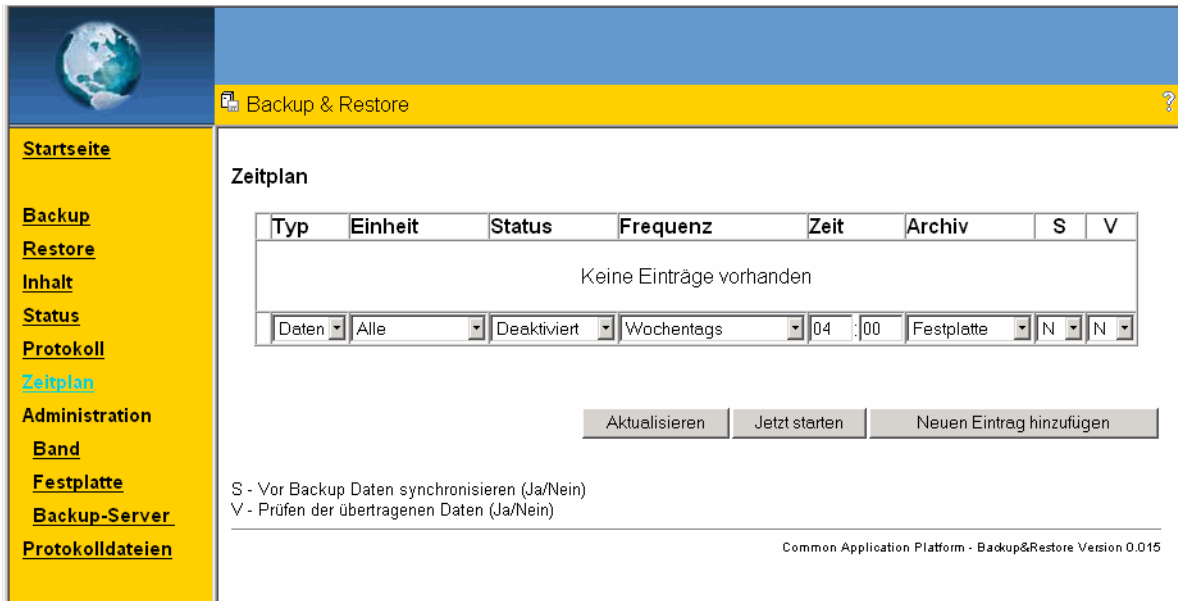 Backup & Restore ?
Startseite
Backup
Restore
Inhalt
Status
Protokoll
Zeitplan
Administration
Band
Festplatte
Backup-Server
Protokolldateien
Zeitplan
Typ Einheit Status Frequenz Zeit Archiv S V
Keine Einträge vorhanden
Daten Alle Deaktiviert Wochentags 04 : 00 Festplatte N N
Aktualisieren Jetzt starten Neuen Eintrag hinzufügen
S - Vor Backup Daten synchronisieren (Ja/Nein)
V - Prüfen der übertragenen Daten (Ja/Nein)
Common Application Platform - Backup&Restore Version 0.015